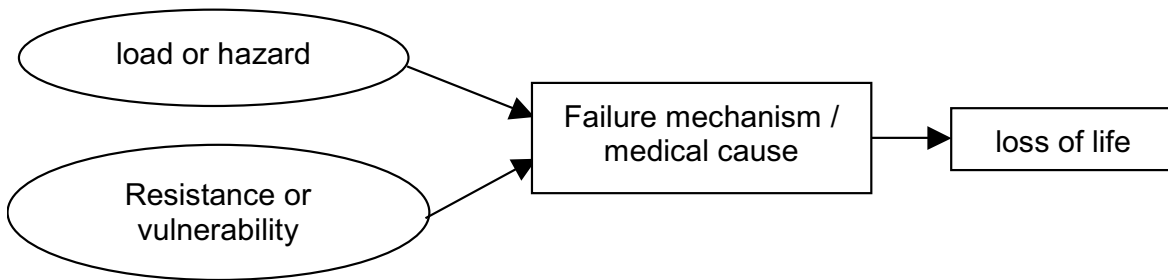 load or hazard
Resistance or
vulnerability
Failure mechanism /
medical cause
loss of life